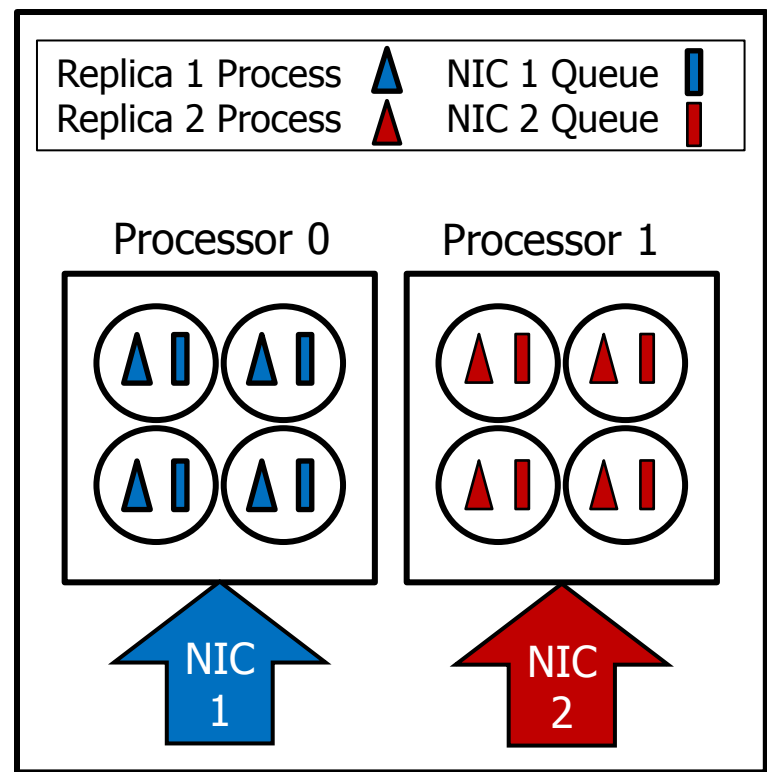 Replica 1 Process NIC 1 Queue
Replica 2 Process NIC 2 Queue
Processor 0 Processor 1
NIC NIC
1 2